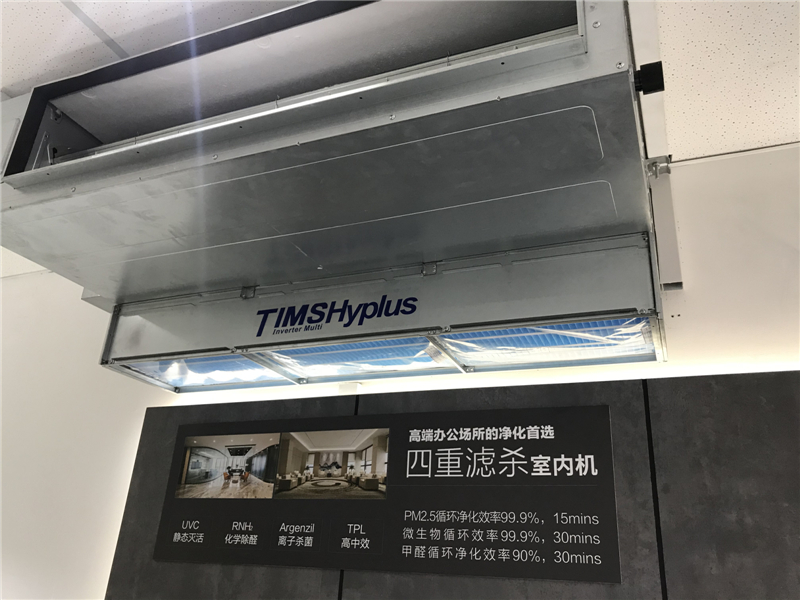 TIMSHyplus
Inverter Multi
高端办公场所的净化首选
四重滤杀室内机
UVC
静态灭活
RNH₂
化学除醛
Argenzil
离子杀菌
TPL
高中效
PM2.5循环净化效率99.9%，15mins
微生物循环效率99.9%，30mins
甲醛循环净化效率90%，30mins